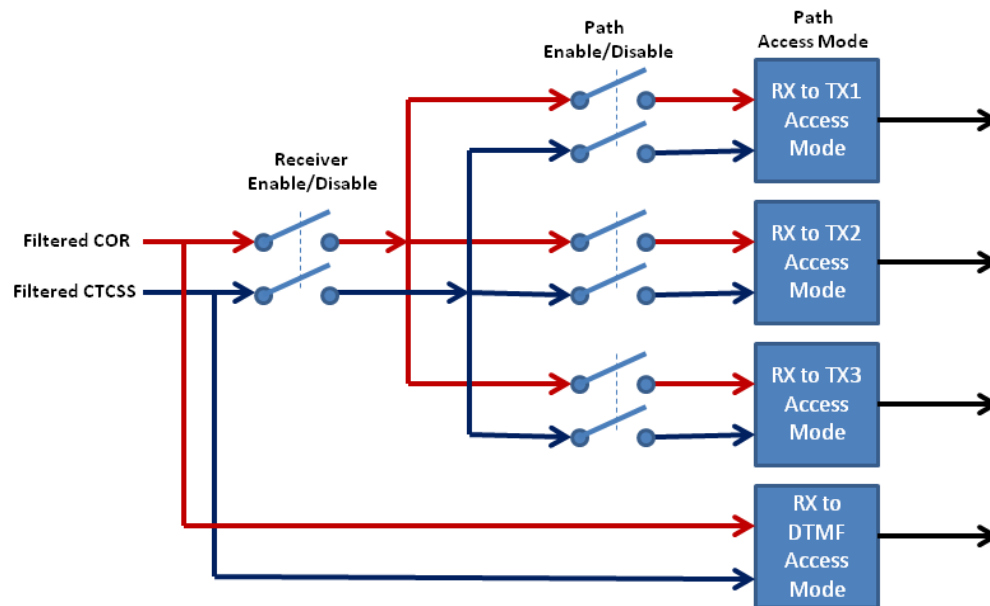 Path
Enable/Disable
Path
Access Mode
RX to TX1
Access
Mode
Receiver
Enable/Disable
Filtered COR
Filtered CTCSS
RX to TX2
Access
Mode
RX to TX3
Access
Mode
RX to
DTMF
Access
Mode